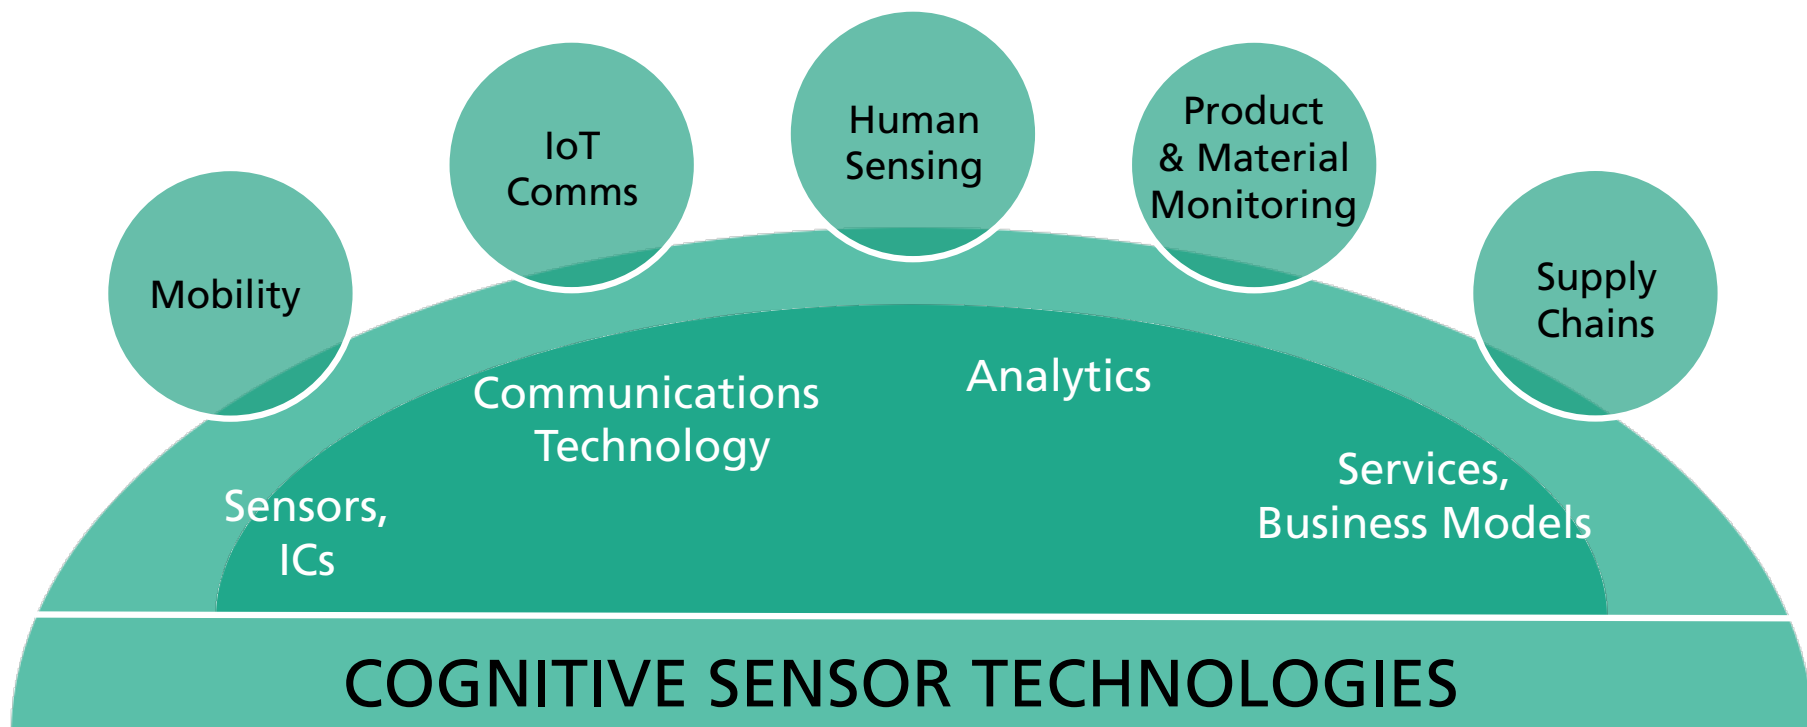 Mobility
IoT
Comms
Human
Sensing
Product
& Material
Monitoring
Supply
Chains
Sensors,
ICs
Communications
Technology
Analytics
Services,
Business Models
COGNITIVE SENSOR TECHNOLOGIES